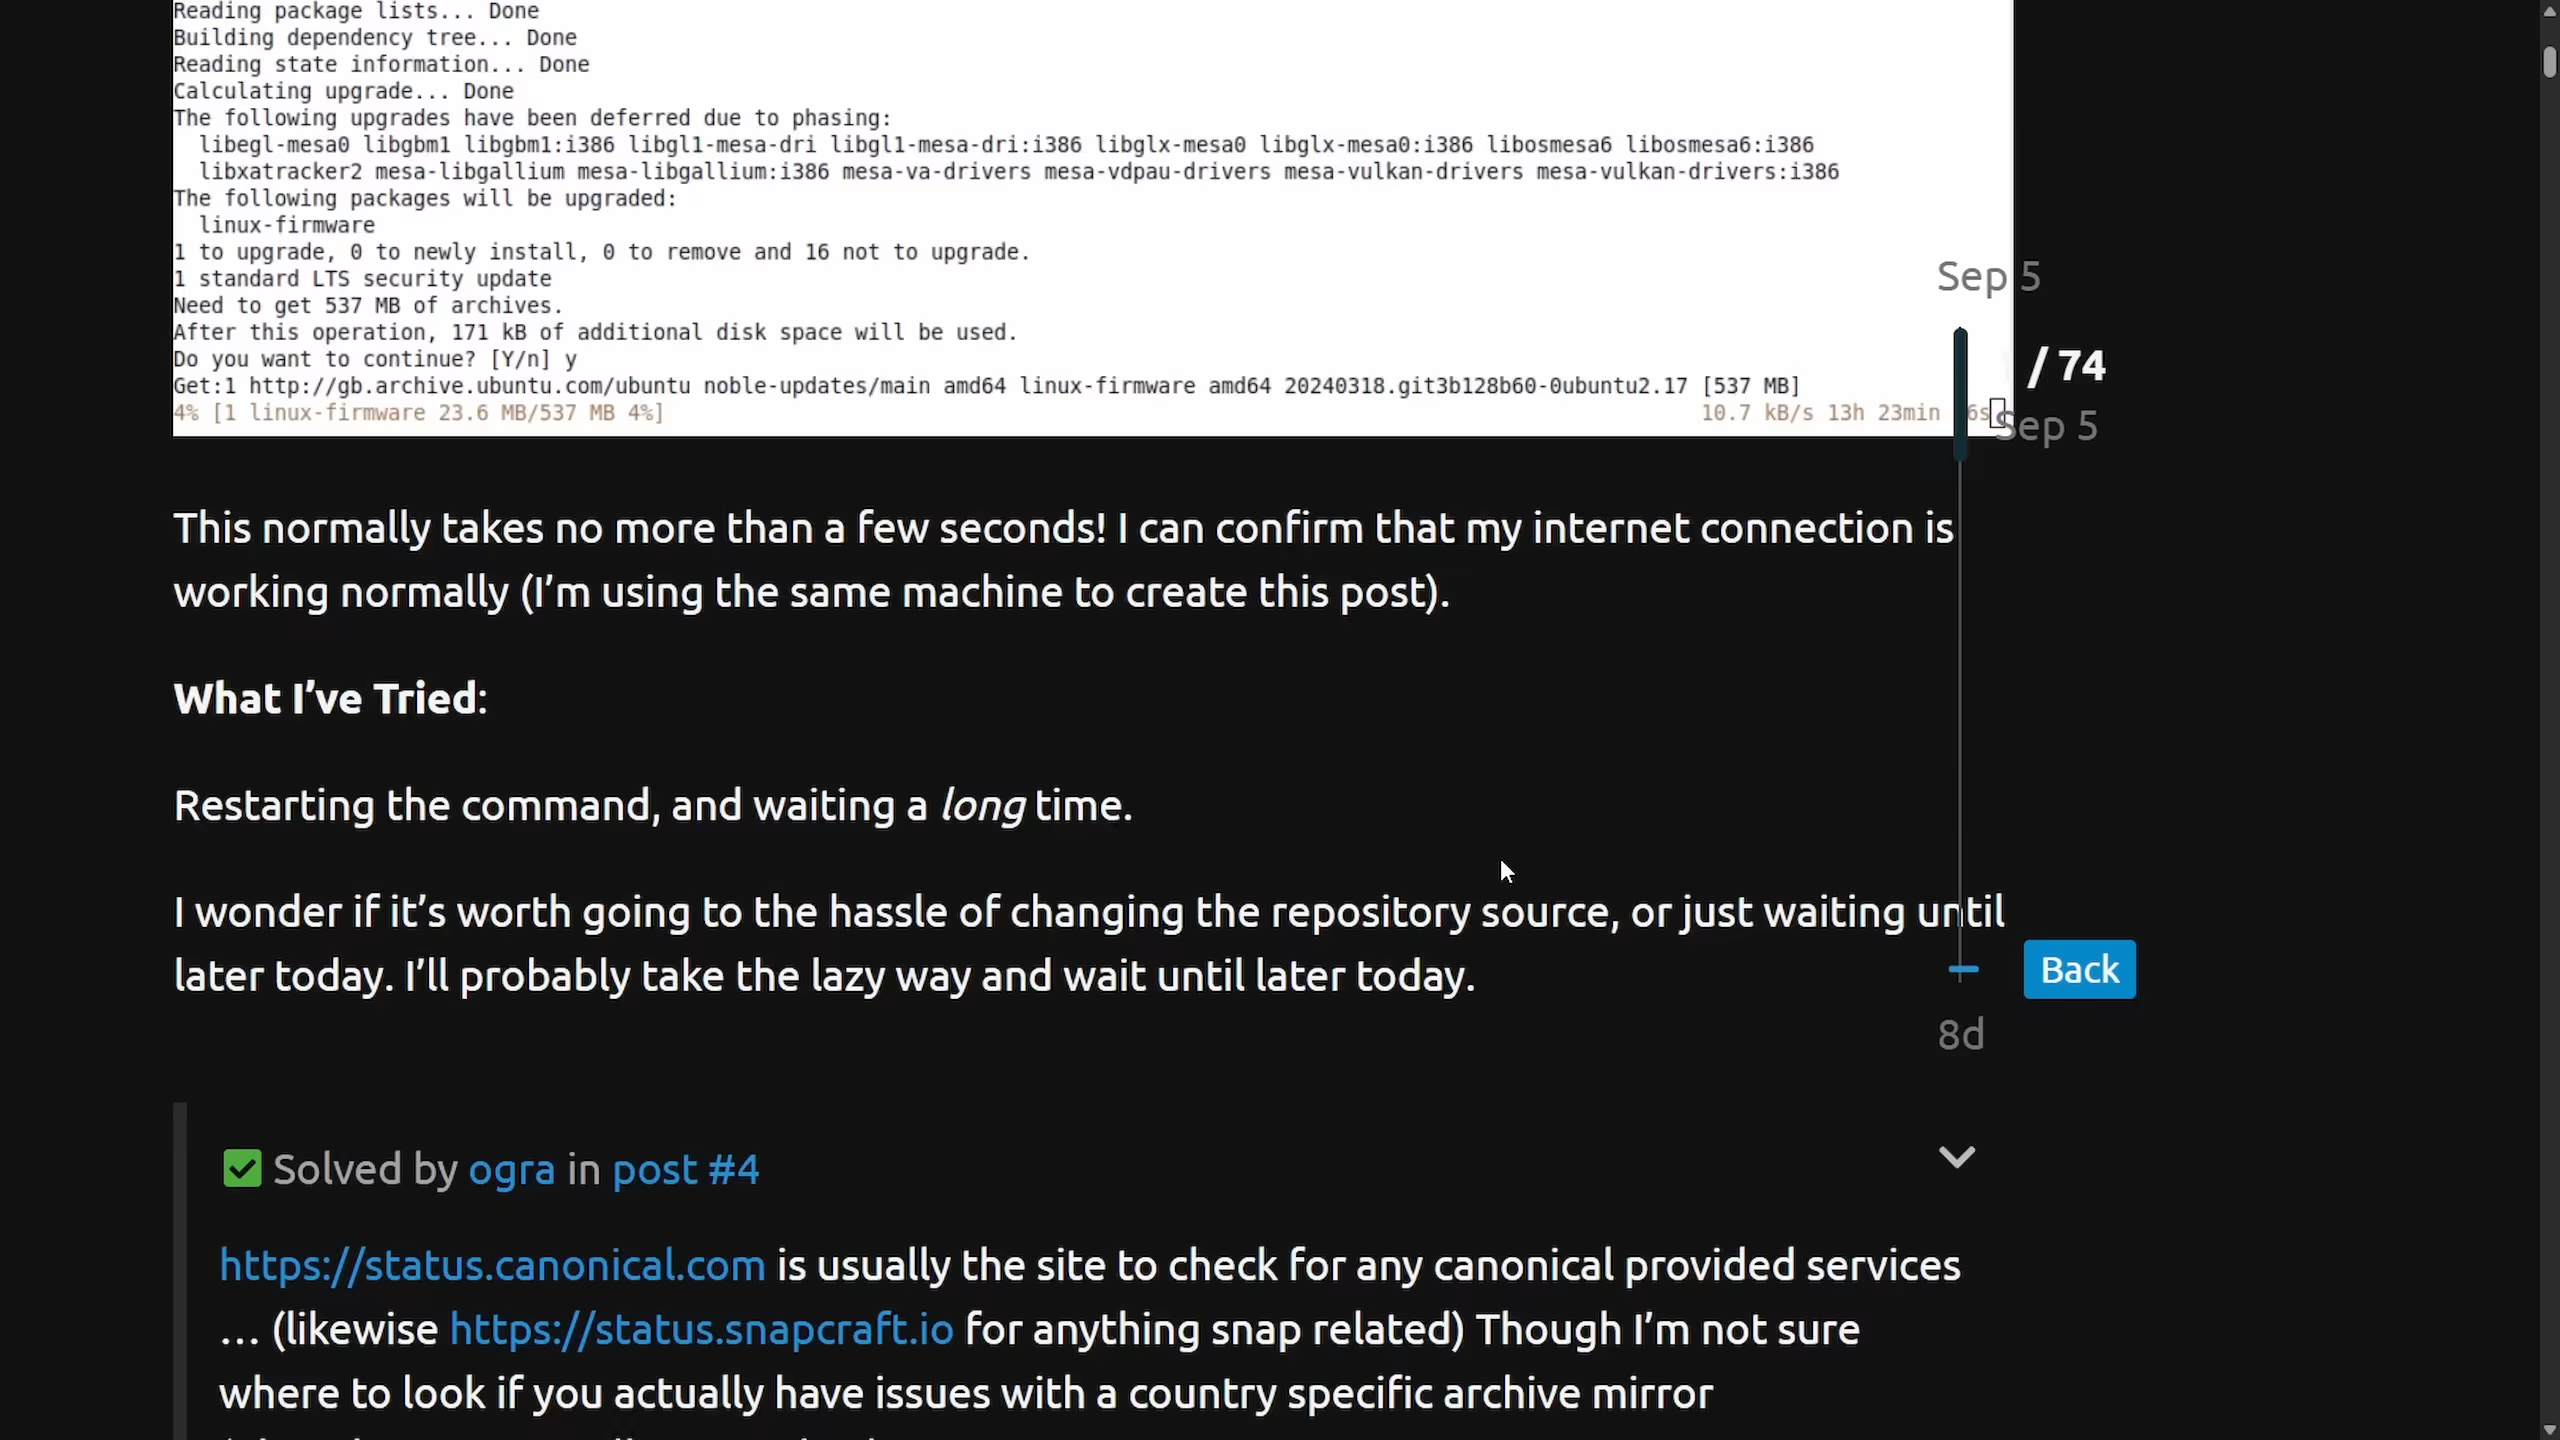 Reading package lists... Done
Building dependency tree... Done
Reading state information... Done
Calculating upgrade... Done
The following upgrades have been deferred due to phasing:
libegl-mesa0 libgbm1 libgbm1:i386 libgl1-mesa-dri libgl1-mesa-dri:i386 libglx-mesa0 libglx-mesa0:i386 libosmesa6 libosmesa6:i386
libxatracker2 mesa-libgallium mesa-libgallium:i386 mesa-va-drivers mesa-vdpau-drivers mesa-vulkan-drivers mesa-vulkan-drivers:i386
The following packages will be upgraded:
linux-firmware
1 to upgrade, 0 to newly install, 0 to remove and 16 not to upgrade.
1 standard LTS security update
Need to get 537 MB of archives.
After this operation, 171 kB of additional disk space will be used.
Do you want to continue? [Y/n] y
Get:1 http://gb.archive.ubuntu.com/ubuntu noble-updates/main amd64 linux-firmware amd64 20240318.git3b128b60-0ubuntu2.17 [537 MB]
4% [1 linux-firmware 23.6 MB/537 MB 4%] 10.7 kB/s 13h 23min 6s
Sep 5
/ 74
Sep 5
This normally takes no more than a few seconds! I can confirm that my internet connection is
working normally (I’m using the same machine to create this post).
What I’ve Tried:
Restarting the command, and waiting a long time.
I wonder if it’s worth going to the hassle of changing the repository source, or just waiting until
later today. I’ll probably take the lazy way and wait until later today.
Back
8d
Solved by ogra in post #4
https://status.canonical.com is usually the site to check for any canonical provided services
… (likewise https://status.snapcraft.io for anything snap related) Though I’m not sure
where to look if you actually have issues with a country specific archive mirror